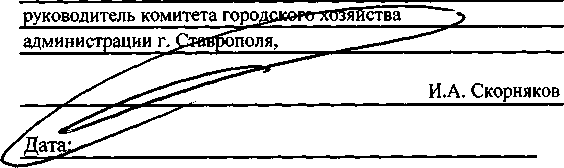 руководитель комитета городского хозяйства
администрации г. Ставрополя,
И.А. Скорняков
Дата: